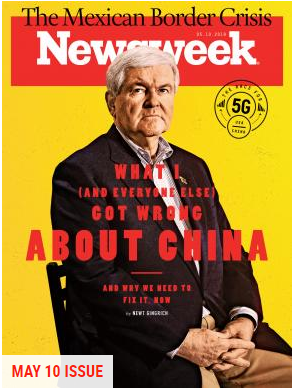 The Mexican Border Crisis
Newsweek
05.10.2019
THE RACE FOR
5G
USA
CHINA
WHAT I
(AND EVERYONE ELSE)
GOT WRONG
ABOUT CHINA
AND WHY WE NEED TO
FIX IT, NOW
by NEWT GINGRICH
MAY 10 ISSUE